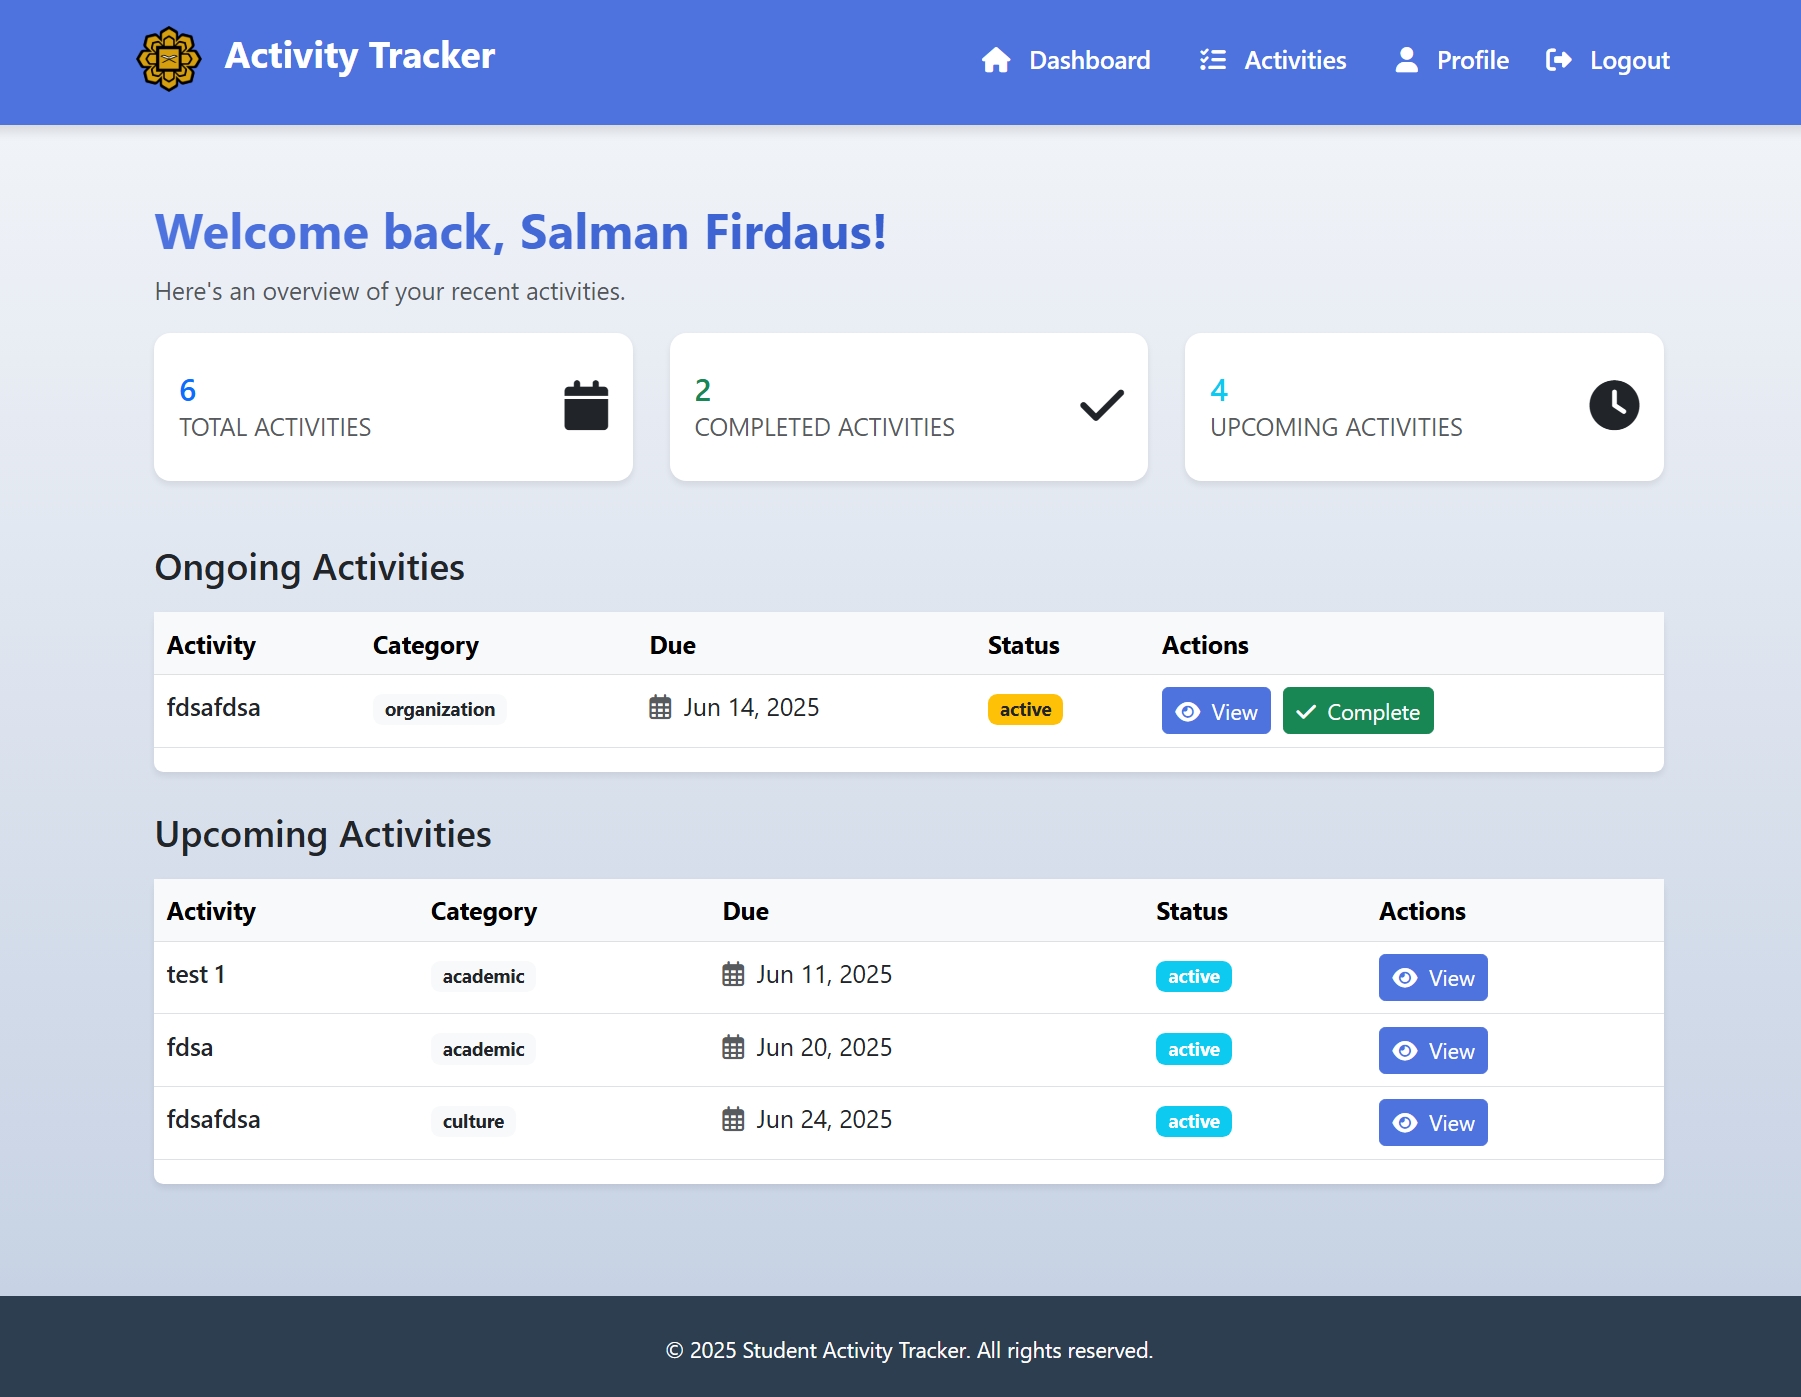 Activity Tracker
Dashboard Activities Profile Logout
Welcome back, Salman Firdaus!
Here's an overview of your recent activities.
6
TOTAL ACTIVITIES
2
COMPLETED ACTIVITIES
4
UPCOMING ACTIVITIES
Ongoing Activities
Activity Category Due Status Actions
fdsafdsa organization Jun 14, 2025 active View Complete
Upcoming Activities
Activity Category Due Status Actions
test 1 academic Jun 11, 2025 active View
fdsa academic Jun 20, 2025 active View
fdsafdsa culture Jun 24, 2025 active View
© 2025 Student Activity Tracker. All rights reserved.